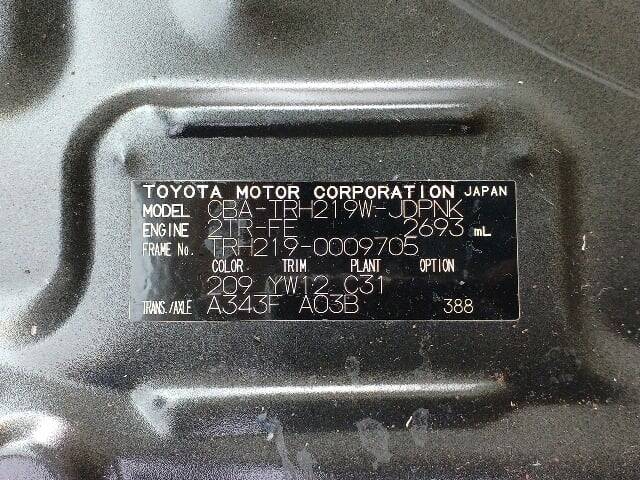 TOYOTA MOTOR CORPORATION JAPAN
MODEL CBA-TRH219W-JDPNK
ENGINE 2TR-FE 2693 mL
FRAME No. TRH219-0009705
COLOR TRIM PLANT OPTION
209 YW12 C31
TRANS./AXLE A343F A03B 388